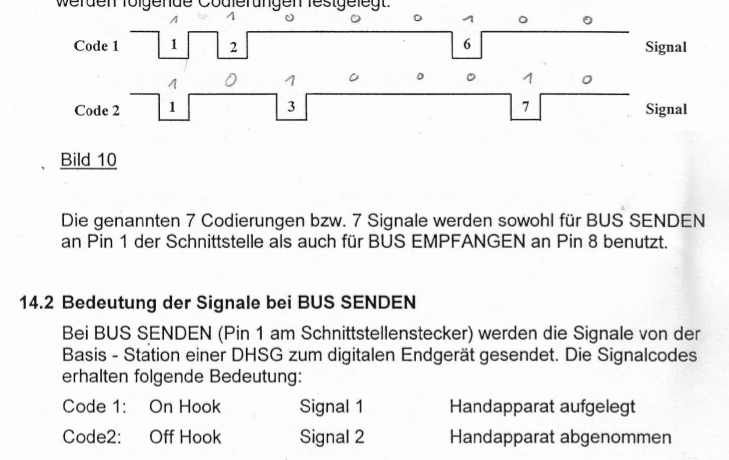 werden folgende Codierungen festgelegt:
1 1 0 0 0 1 0 0
Code 1 1 2 6 Signal
1 0 1 0 0 0 1 0
Code 2 1 3 7 Signal
Bild 10
Die genannten 7 Codierungen bzw. 7 Signale werden sowohl für BUS SENDEN
an Pin 1 der Schnittstelle als auch für BUS EMPFANGEN an Pin 8 benutzt.
14.2 Bedeutung der Signale bei BUS SENDEN
Bei BUS SENDEN (Pin 1 am Schnittstellenstecker) werden die Signale von der
Basis - Station einer DHSG zum digitalen Endgerät gesendet. Die Signalcodes
erhalten folgende Bedeutung:
Code 1: On Hook Signal 1 Handapparat aufgelegt
Code2: Off Hook Signal 2 Handapparat abgenommen